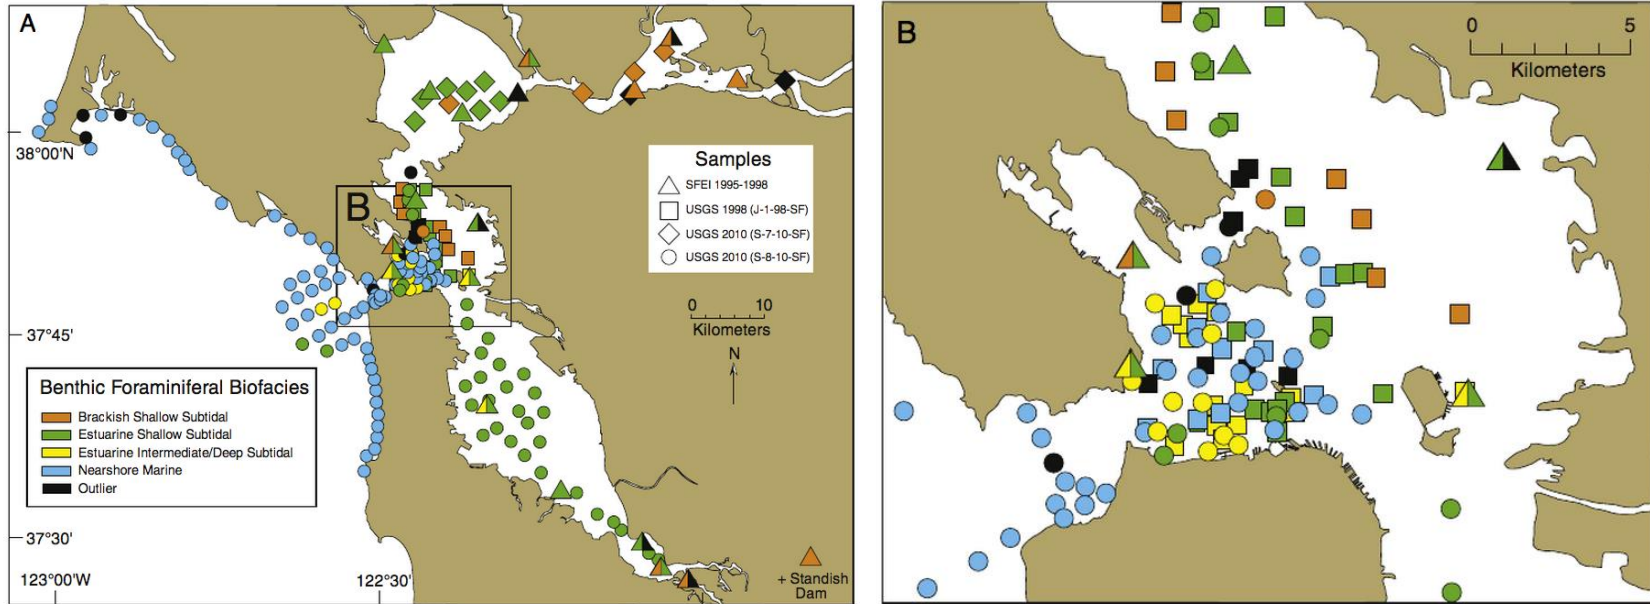 A
38°00'N
B
Samples
SFEI 1995-1998
USGS 1998 (J-1-98-SF)
USGS 2010 (S-7-10-SF)
USGS 2010 (S-8-10-SF)
0 10
Kilometers
N
37°45'
Benthic Foraminiferal Biofacies
Brackish Shallow Subtidal
Estuarine Shallow Subtidal
Estuarine Intermediate/Deep Subtidal
Nearshore Marine
Outlier
37°30'
123°00'W
122°30'
+ Standish
Dam
B
0 5
Kilometers